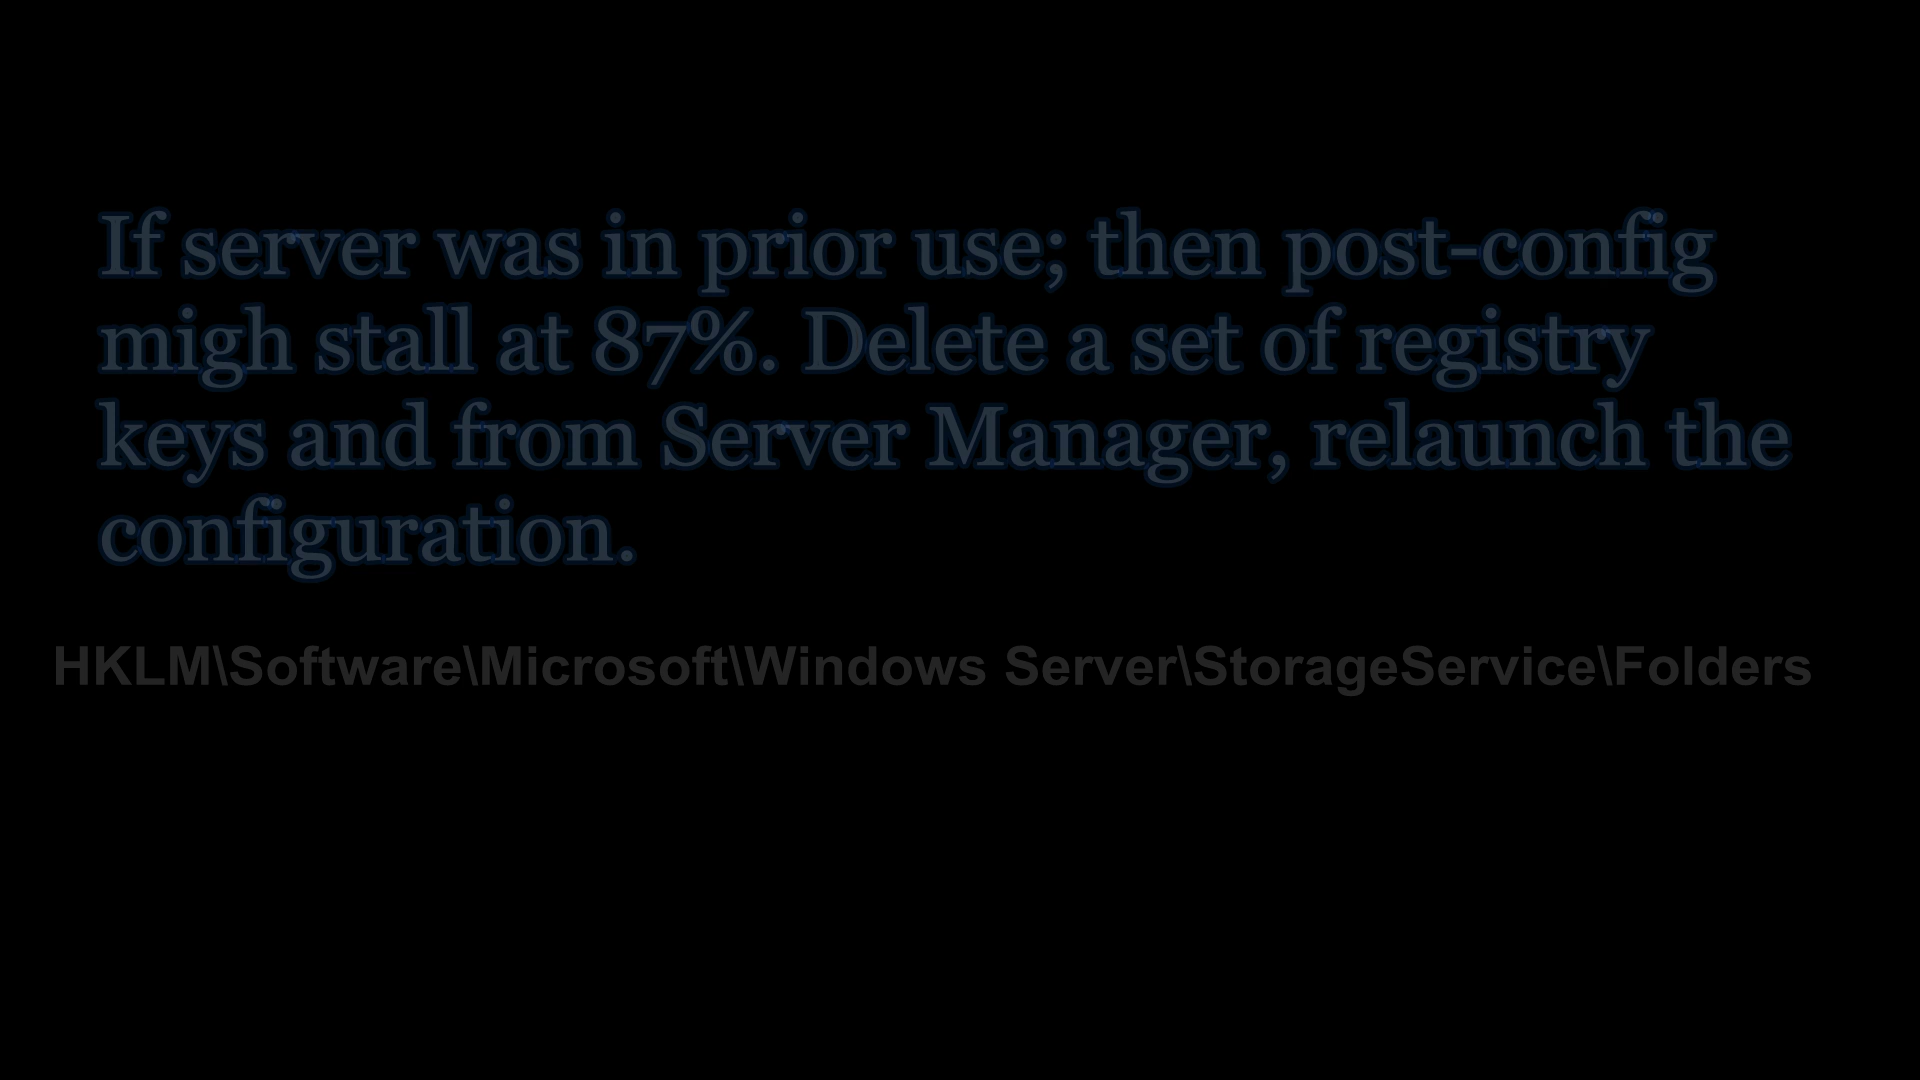 If server was in prior use; then post-config
migh stall at 87%. Delete a set of registry
keys and from Server Manager, relaunch the
configuration.
HKLM\Software\Microsoft\Windows Server\StorageService\Folders